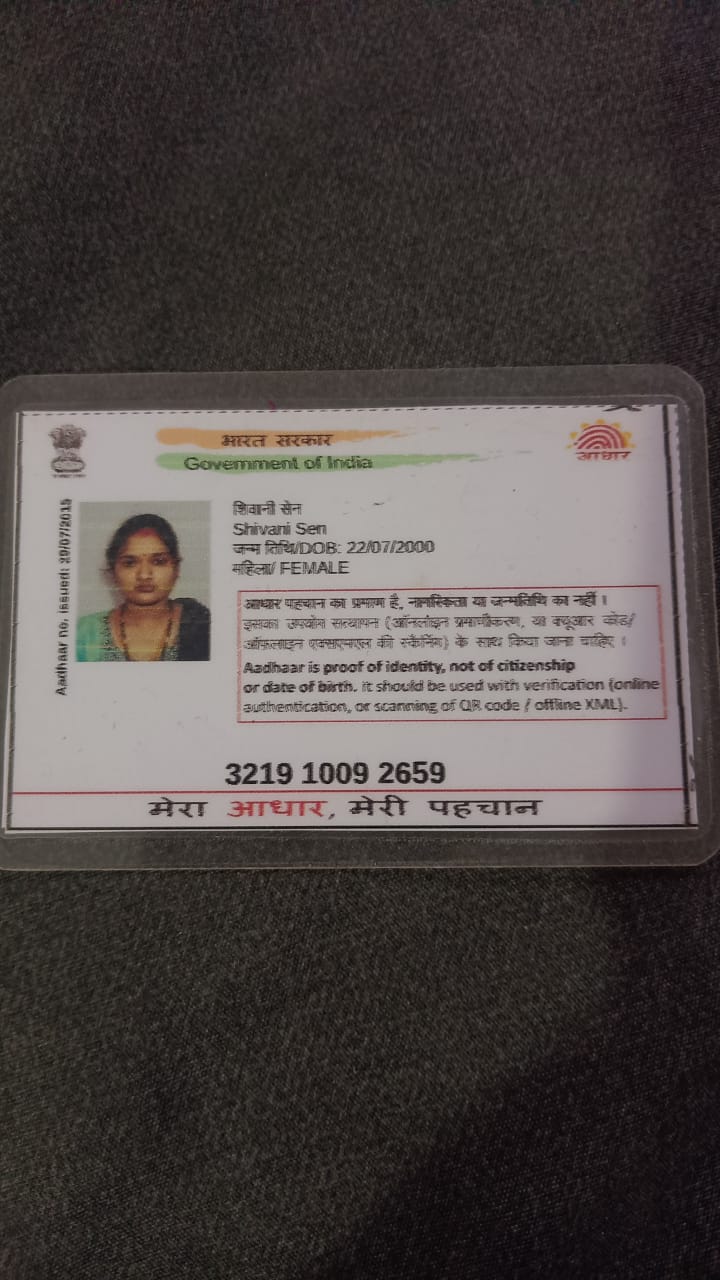 भारत सरकार
Government of India
आधार
Aadhaar no. issued: 29/07/2015
शिवानी सेन
Shivani Sen
जन्म तिथि/DOB: 22/07/2000
महिला/ FEMALE
आधार पहचान का प्रमाण है, नागरिकता या जन्मतिथि का नहीं ।
इसका उपयोग सत्यापन (ऑनलाइन प्रमाणीकरण, या क्यूआर कोड/
ऑफ़लाइन एक्सएमएल की स्कैनिंग) के साथ किया जाना चाहिए ।
Aadhaar is proof of identity, not of citizenship
or date of birth. It should be used with verification (online
authentication, or scanning of QR code / offline XML).
3219 1009 2659
मेरा आधार, मेरी पहचान